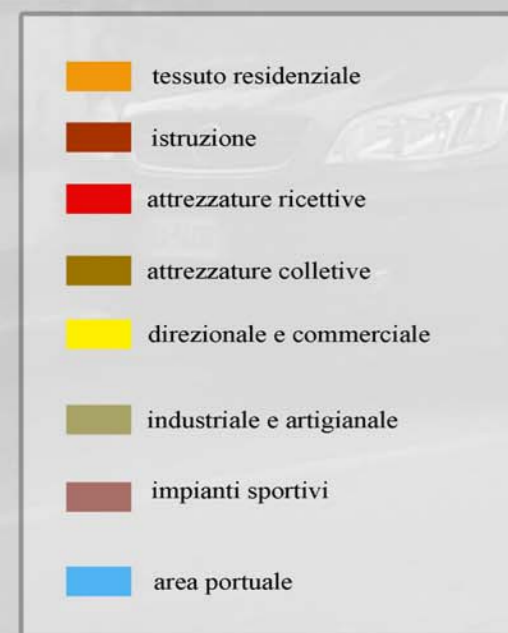 tessuto residenziale
istruzione
attrezzature ricettive
attrezzature colletive
direzionale e commerciale
industriale e artigianale
impianti sportivi
area portuale